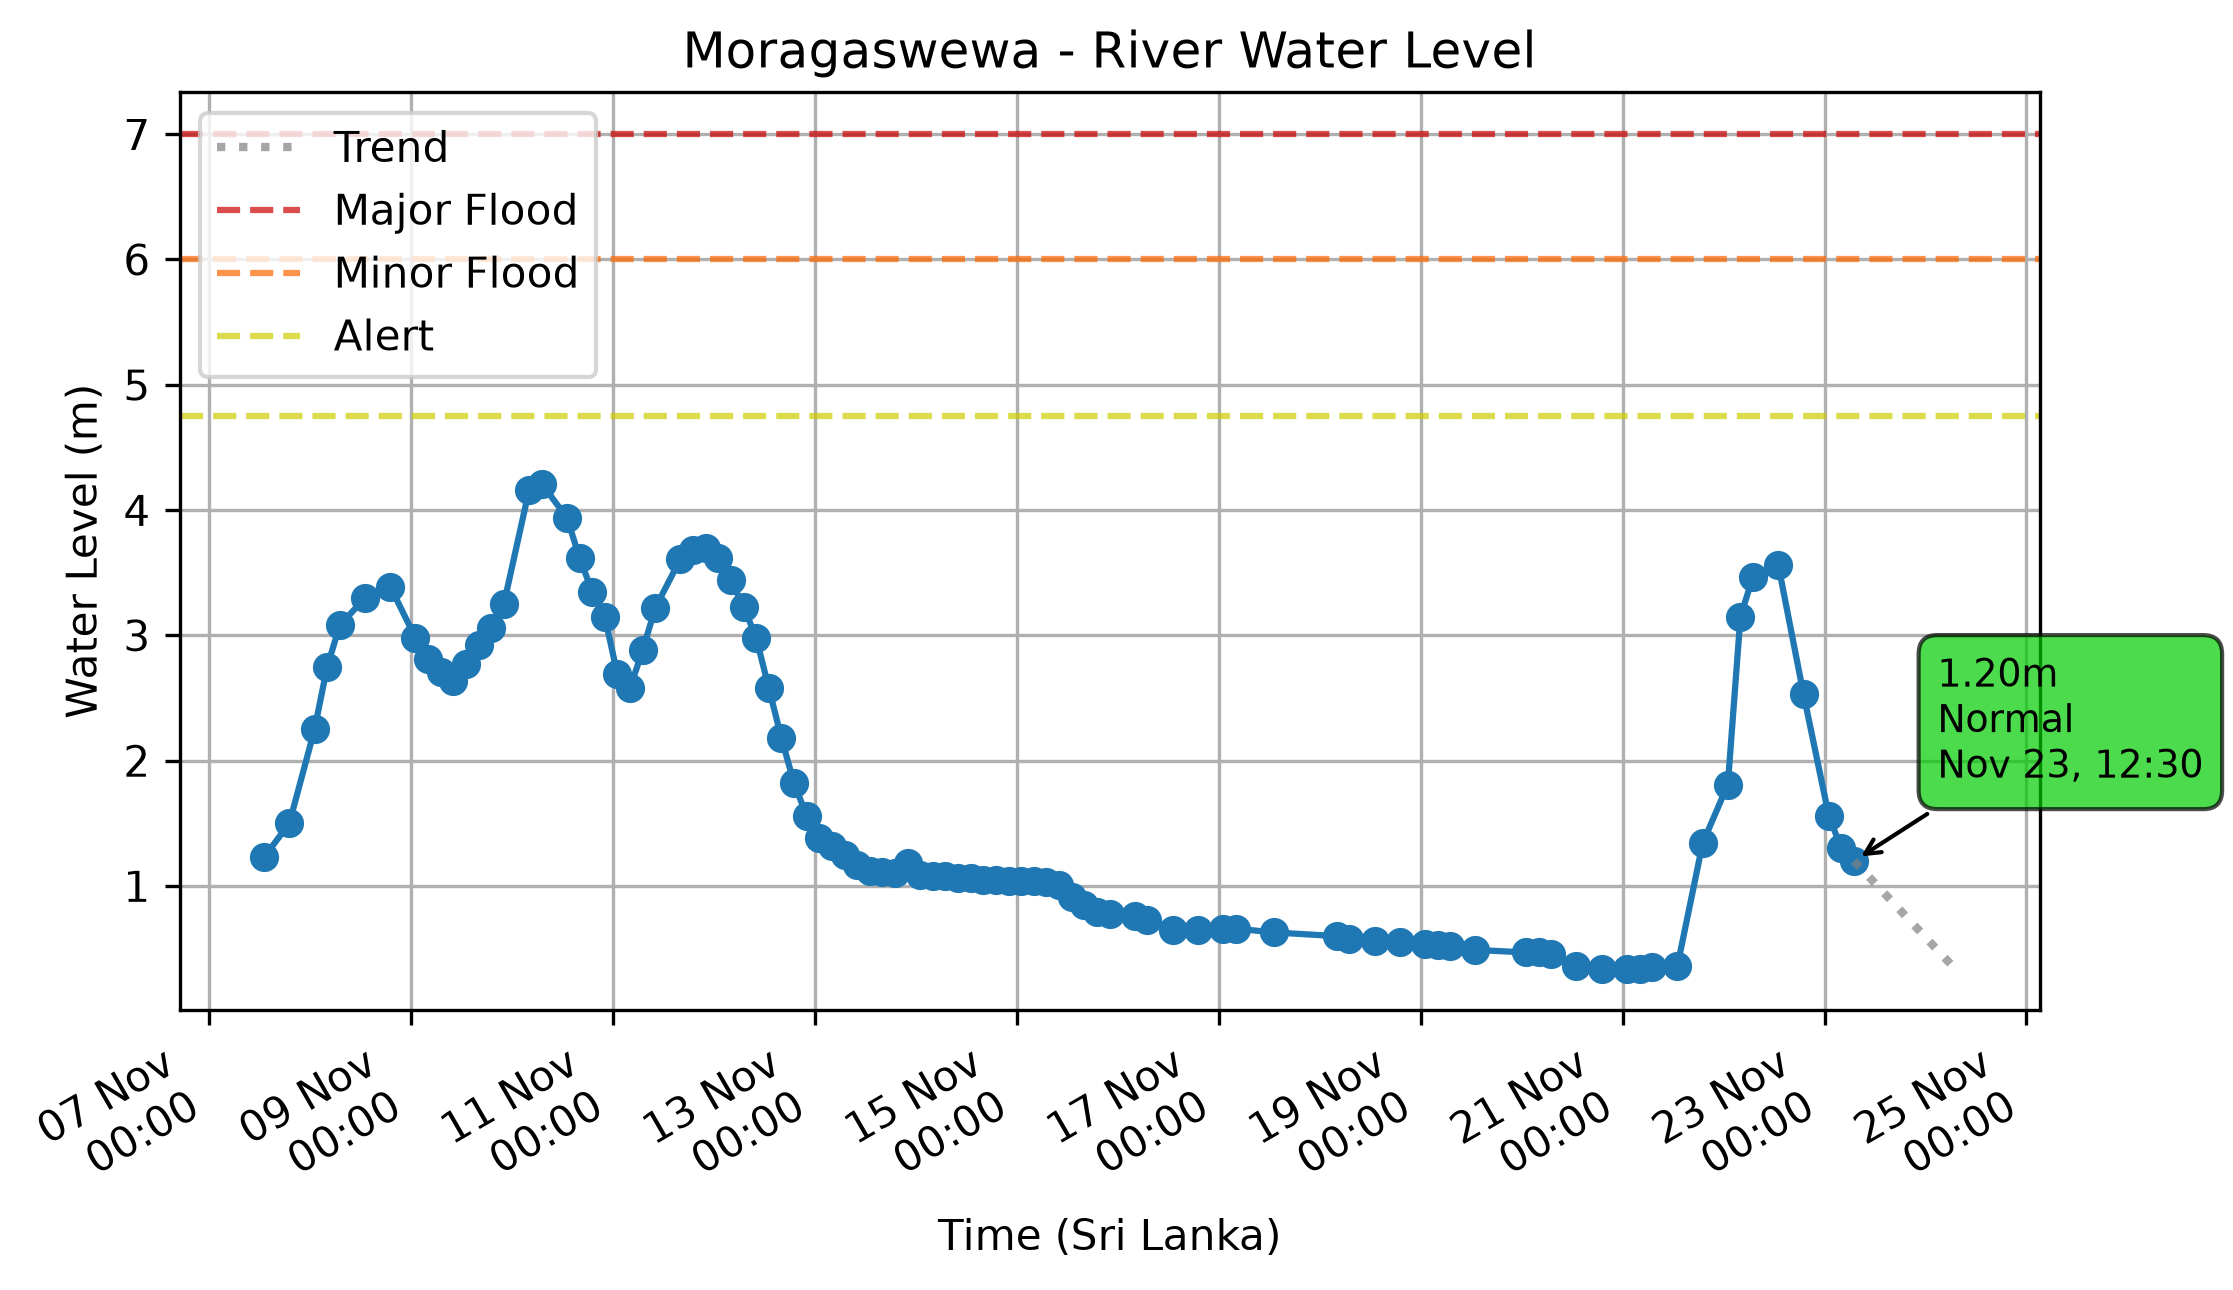 Moragaswewa - River Water Level
Trend
Major Flood
Minor Flood
Alert
7
6
5
4
3
2
1
Water Level (m)
1.20m
Normal
Nov 23, 12:30
07 Nov
00:00
09 Nov
00:00
11 Nov
00:00
13 Nov
00:00
15 Nov
00:00
17 Nov
00:00
19 Nov
00:00
21 Nov
00:00
23 Nov
00:00
25 Nov
00:00
Time (Sri Lanka)